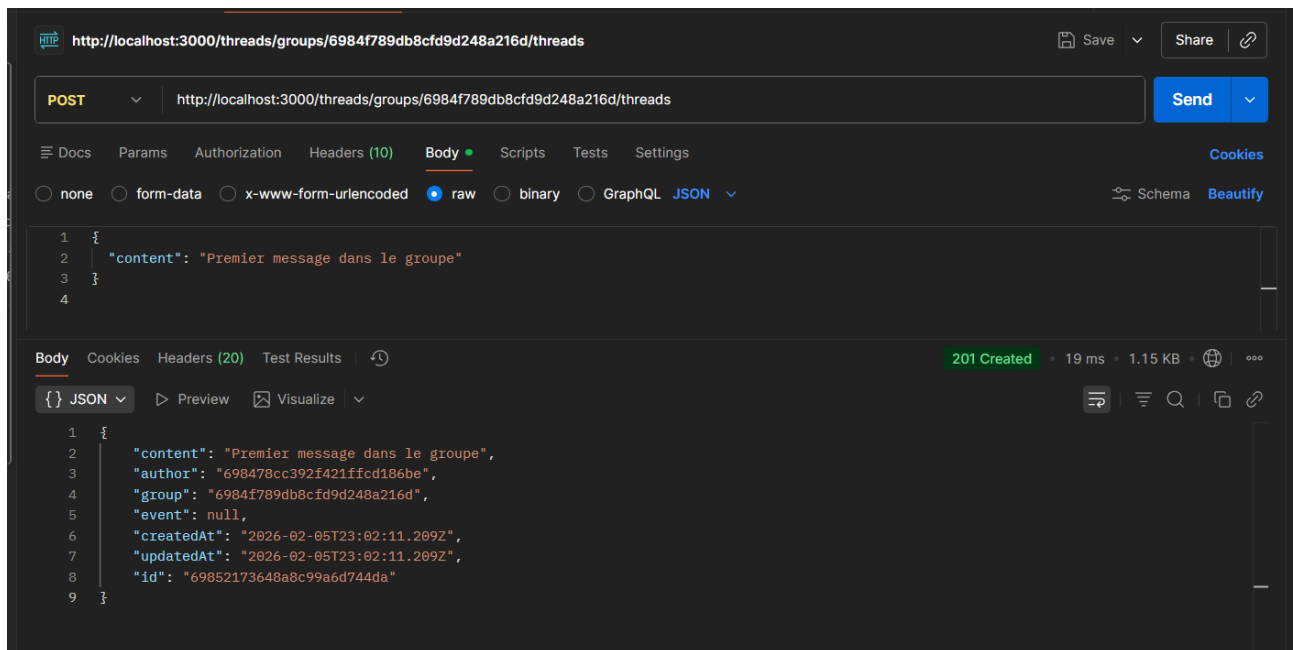 HTTP http://localhost:3000/threads/groups/6984f789db8cfd9d248a216d/threads Save Share
POST http://localhost:3000/threads/groups/6984f789db8cfd9d248a216d/threads Send
Docs Params Authorization Headers (10) Body Scripts Tests Settings Cookies
none form-data x-www-form-urlencoded raw binary GraphQL JSON Schema Beautify
1 {
2 "content": "Premier message dans le groupe"
3 }
4
Body Cookies Headers (20) Test Results 201 Created 19 ms 1.15 KB
{} JSON Preview Visualize
1 {
2 "content": "Premier message dans le groupe",
3 "author": "698478cc392f421ffcd186be",
4 "group": "6984f789db8cfd9d248a216d",
5 "event": null,
6 "createdAt": "2026-02-05T23:02:11.209Z",
7 "updatedAt": "2026-02-05T23:02:11.209Z",
8 "id": "69852173648a8c99a6d744da"
9 }